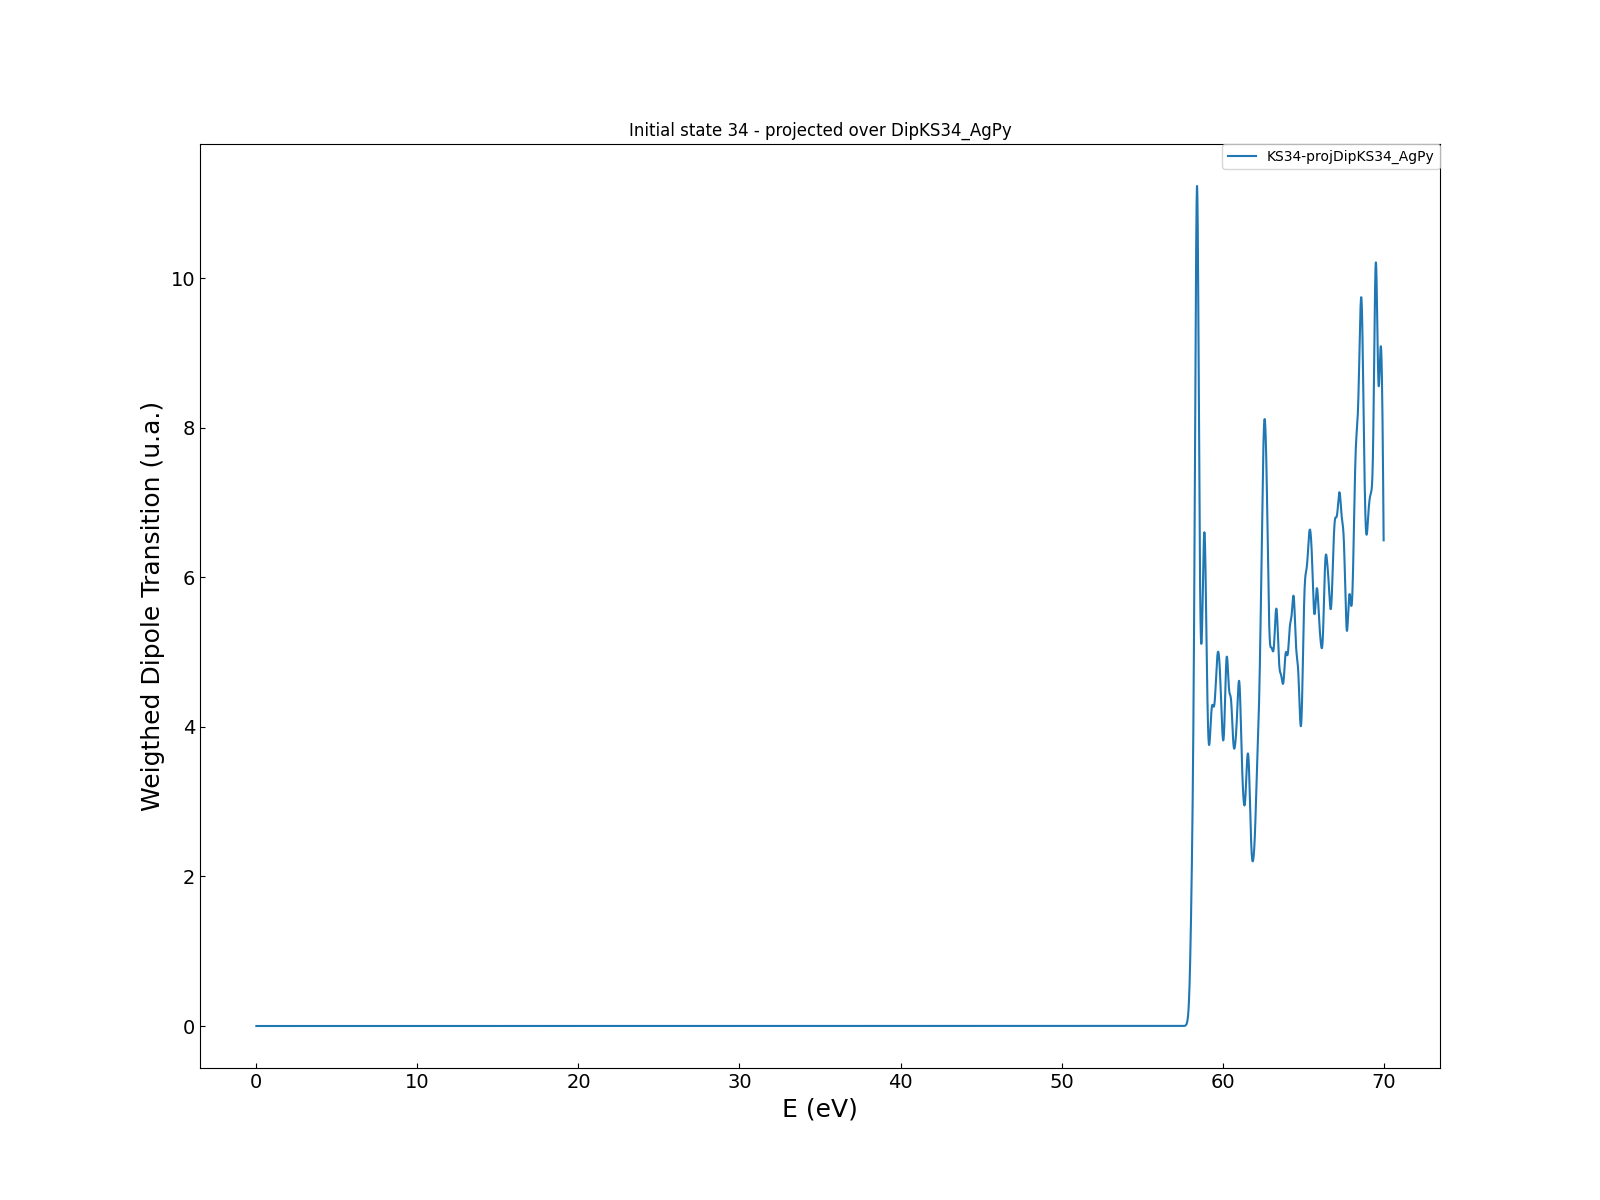 Initial state 34 - projected over DipKS34_AgPy
KS34-projDipKS34_AgPy
Weigthed Dipole Transition (u.a.)
10
8
6
4
2
0
0 10 20 30 40 50 60 70
E (eV)